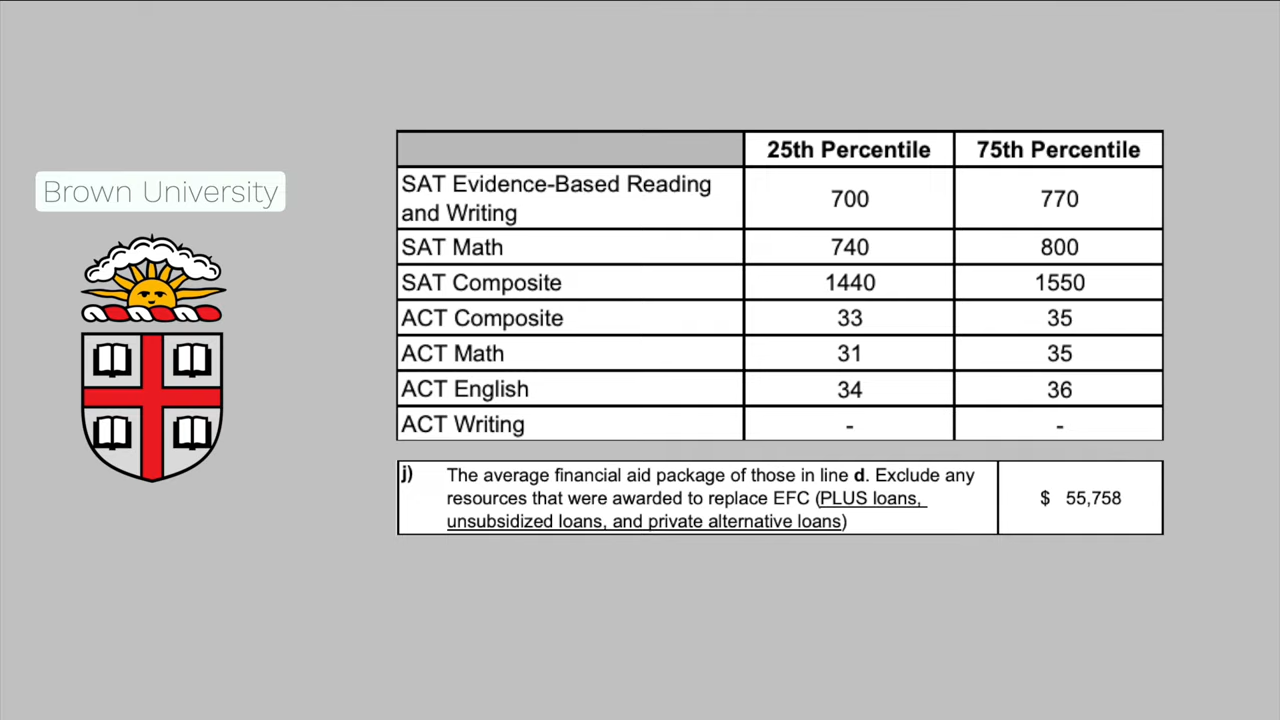 Brown University
25th Percentile 75th Percentile
SAT Evidence-Based Reading
and Writing 700 770
SAT Math 740 800
SAT Composite 1440 1550
ACT Composite 33 35
ACT Math 31 35
ACT English 34 36
ACT Writing - -
j) The average financial aid package of those in line d. Exclude any
resources that were awarded to replace EFC (PLUS loans,
unsubsidized loans, and private alternative loans) $ 55,758